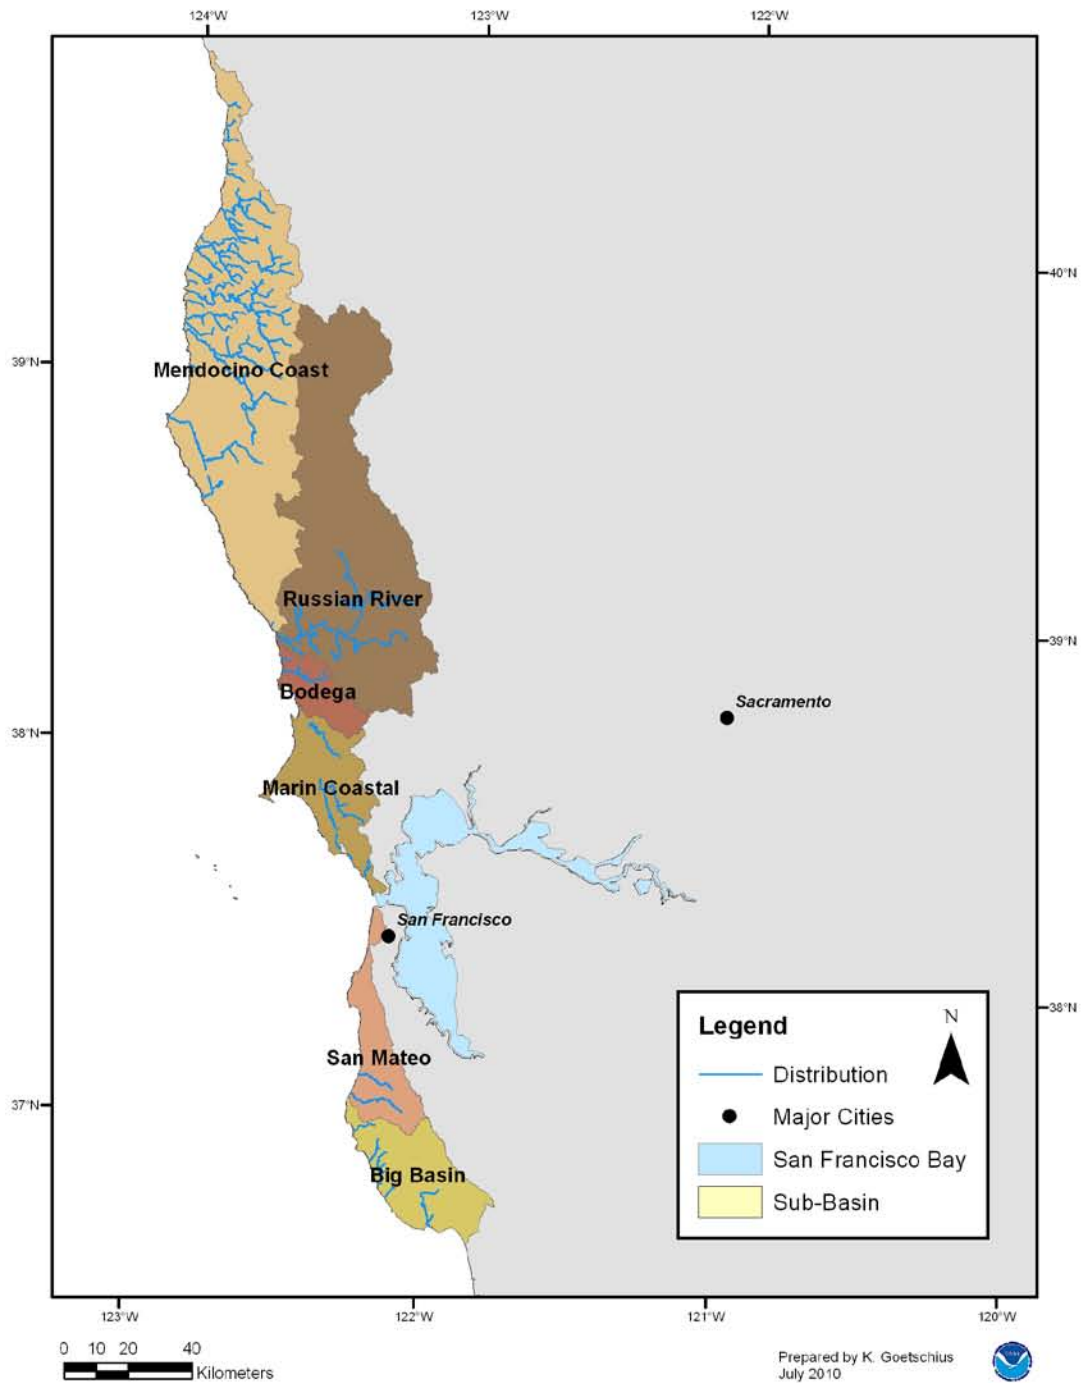 124°W
123°W
122°W
40°N
39°N
Mendocino Coast
Russian River
39°N
Bodega
Sacramento
38°N
Marin Coastal
San Francisco
38°N
Legend
N
San Mateo
Distribution
37°N
Major Cities
San Francisco Bay
Big Basin
Sub-Basin
123°W
122°W
121°W
120°W
0 10 20 40
Kilometers
Prepared by K. Goetschius
July 2010